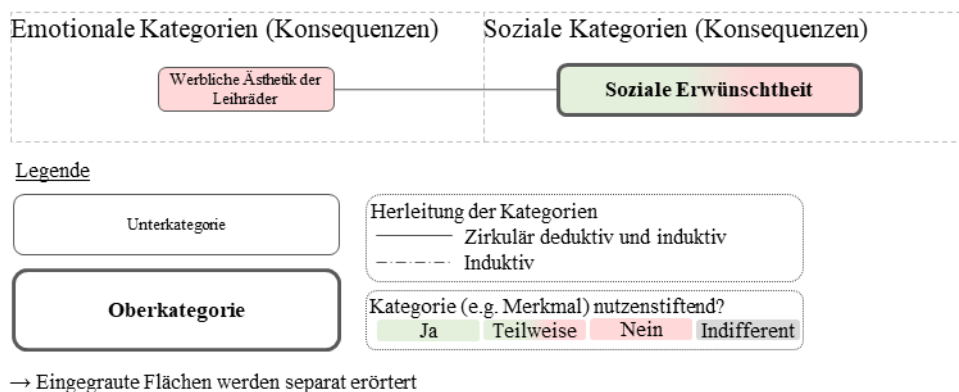 Emotionale Kategorien (Konsequenzen)
Soziale Kategorien (Konsequenzen)
Werbliche Ästhetik der
Leihräder
Soziale Erwünschtheit
Legende
Unterkategorie
Oberkategorie
Herleitung der Kategorien
Zirkulär deduktiv und induktiv
Induktiv
Kategorie (e.g. Merkmal) nutzenstiftend?
Ja Teilweise Nein Indifferent
→ Eingegraute Flächen werden separat erörtert